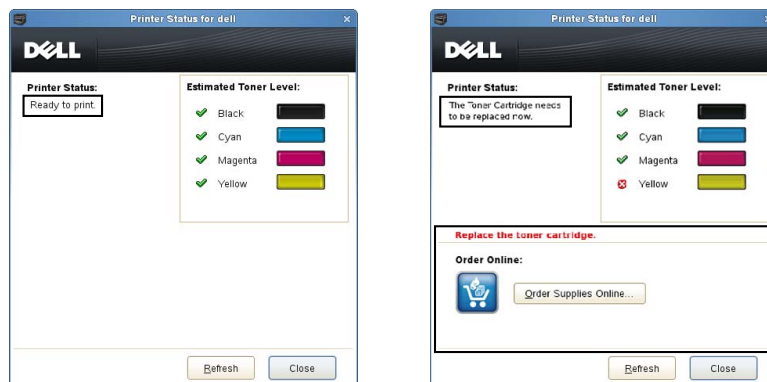 Printer Status for dell
DELL
Printer Status:
Ready to print.
Estimated Toner Level:
Black
Cyan
Magenta
Yellow
Refresh
Close
Printer Status for dell
DELL
Printer Status:
The Toner Cartridge needs
to be replaced now.
Estimated Toner Level:
Black
Cyan
Magenta
Yellow
Replace the toner cartridge.
Order Online:
Order Supplies Online...
Refresh
Close